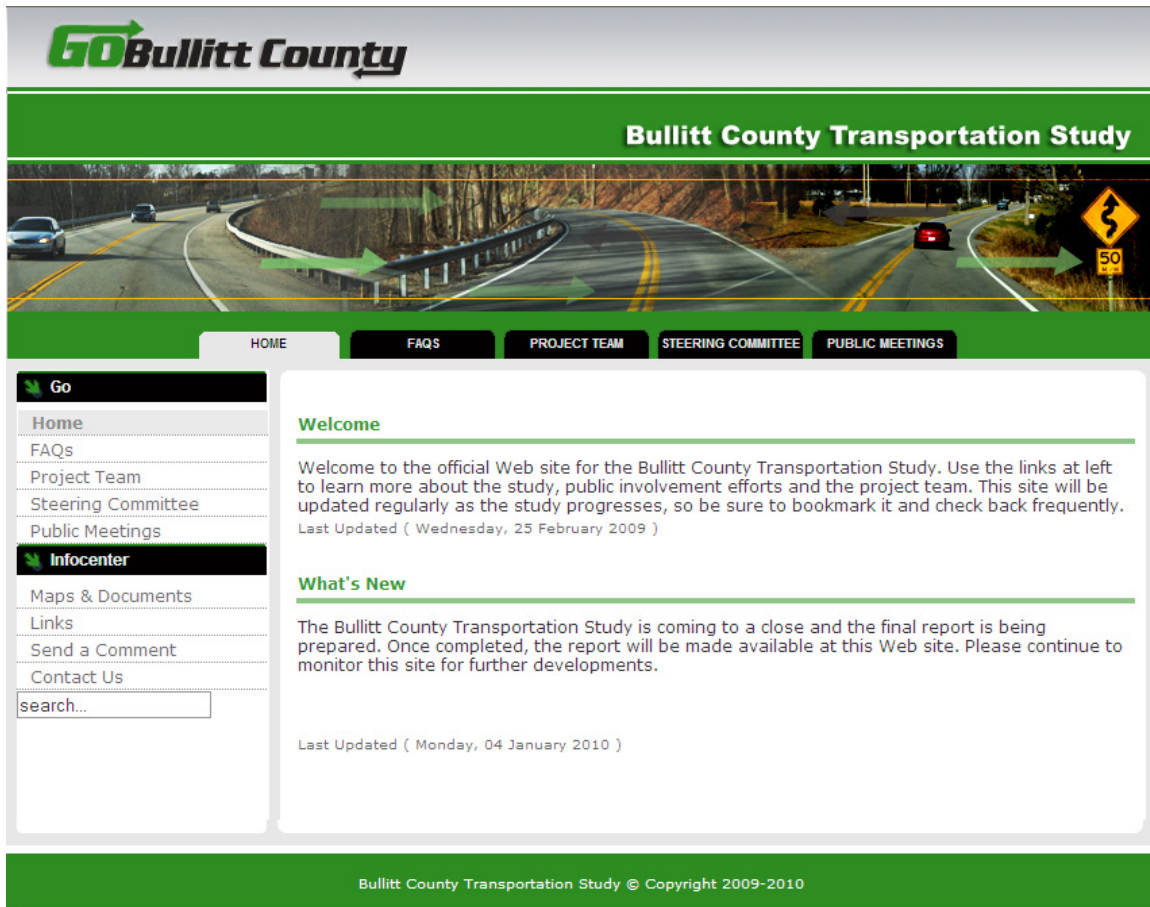 GOBullitt County
Bullitt County Transportation Study
50
HOME
FAQS
PROJECT TEAM
STEERING COMMITTEE
PUBLIC MEETINGS
Go
Home
FAQs
Project Team
Steering Committee
Public Meetings
Infocenter
Maps & Documents
Links
Send a Comment
Contact Us
search...
Welcome
Welcome to the official Web site for the Bullitt County Transportation Study. Use the links at left
to learn more about the study, public involvement efforts and the project team. This site will be
updated regularly as the study progresses, so be sure to bookmark it and check back frequently.
Last Updated ( Wednesday, 25 February 2009 )
What's New
The Bullitt County Transportation Study is coming to a close and the final report is being
prepared. Once completed, the report will be made available at this Web site. Please continue to
monitor this site for further developments.
Last Updated ( Monday, 04 January 2010 )
Bullitt County Transportation Study © Copyright 2009-2010